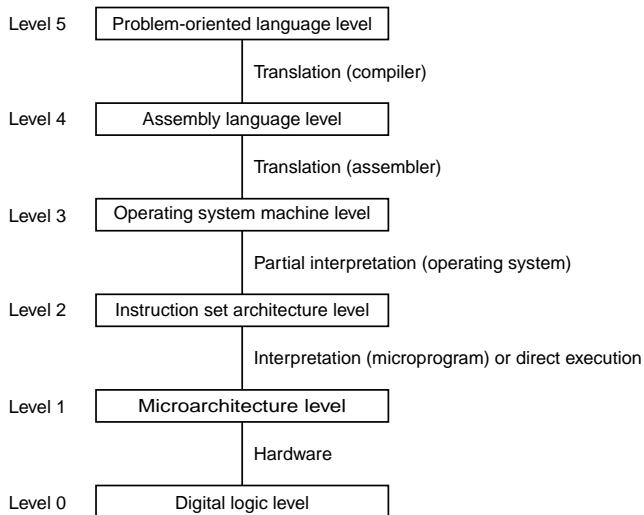 Level 5 Problem-oriented language level
Translation (compiler)
Level 4 Assembly language level
Translation (assembler)
Level 3 Operating system machine level
Partial interpretation (operating system)
Level 2 Instruction set architecture level
Interpretation (microprogram) or direct execution
Level 1 Microarchitecture level
Hardware
Level 0 Digital logic level